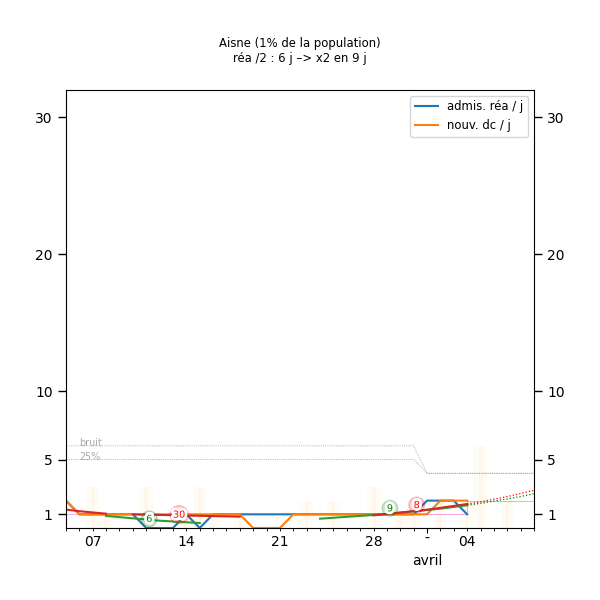 Aisne (1% de la population)
réa /2 : 6 j –> x2 en 9 j
admis. réa / j
nouv. dc / j
30 30
20 20
10 10
bruit
25%
5 5
6 30 9 8
1 1
07 14 21 28 - 04
avril